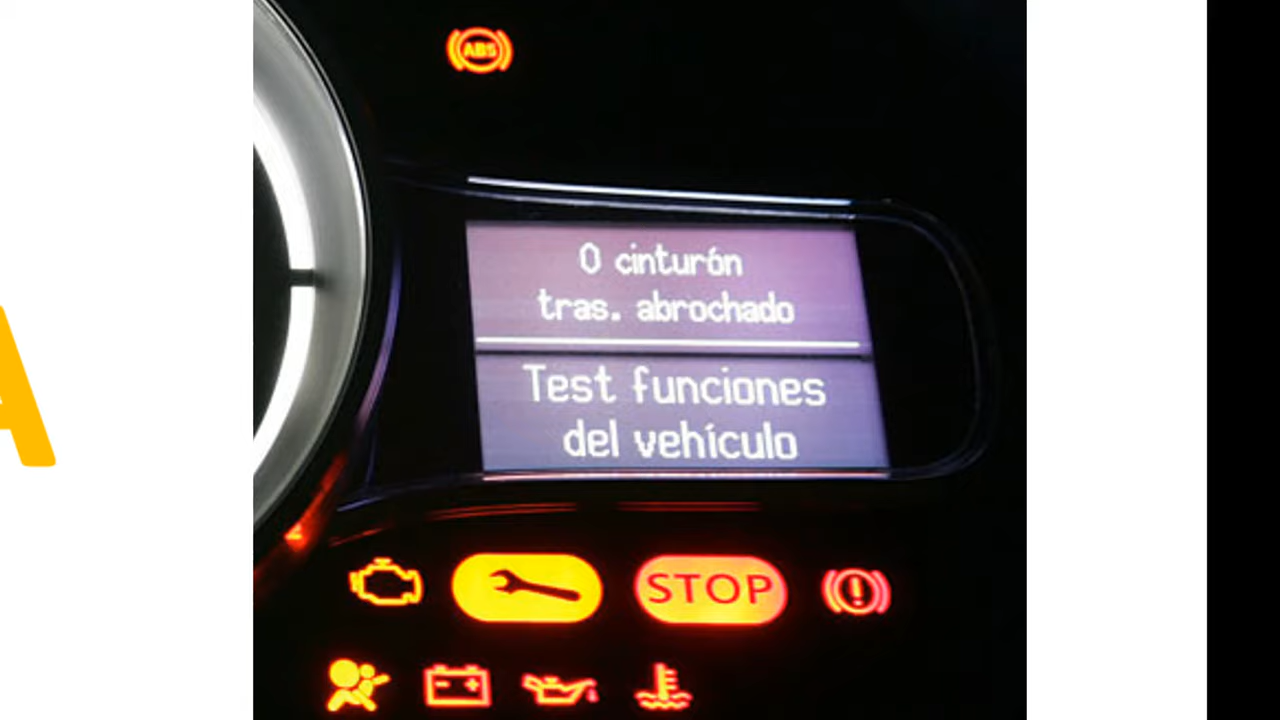 ABS
0 cinturón
tras. abrochado
Test funciones
del vehículo
STOP
A